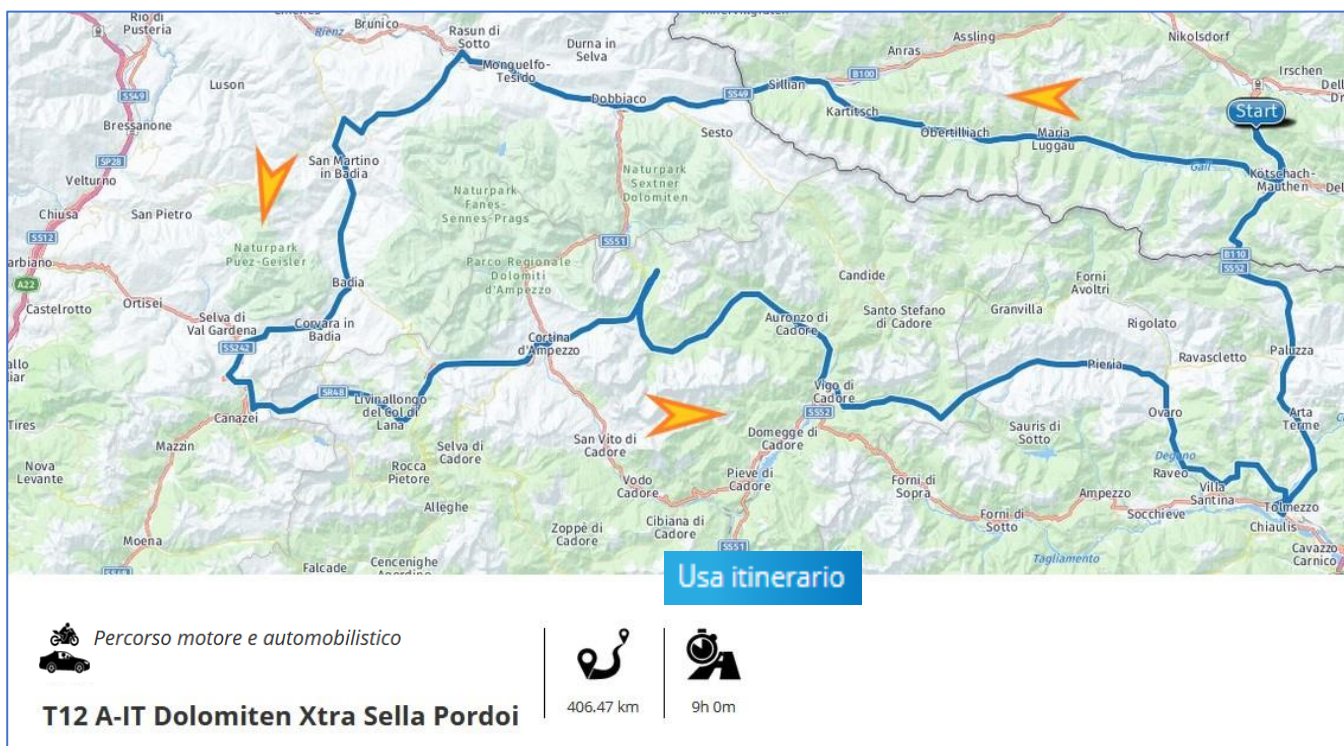 Rio di
Pusteria
Brunico
Rienz
Rasun di
Sotto
Durna in
Selva
Anras
Assling
Nikolsdorf
Irschen
SS49
Luson
Monguelfo-
Tesido
Dobbiaco
SS49
Sillian
B100
Kartitsch
Obertilliach
Maria
Luggau
Start
Bressanone
SP28
Velturno
Sesto
San Martino
in Badia
Naturpark
Sextner
Dolomiten
Gail
Kötschach-
Mauthen
Chiusa
San Pietro
Naturpark
Fanes-
Sennes-Prags
SS12
Naturpark
Puez-Geisler
SS51
B110
SS52
A22
Castelrotto
Ortisei
Badia
Parco Regionale
Dolomiti
d'Ampezzo
Candide
Forni
Avoltri
Selva di
Val Gardena
Corvara in
Badia
SS242
Auronzo di
Cadore
Santo Stefano
di Cadore
Granvilla
Rigolato
Cortina
d'Ampezzo
Pieria
Ravascletto
Paluzza
SR48
Canazei
Livinallongo
del Col di
Lana
Vigo di
Cadore
SS52
Tires
Mazzin
Selva di
Cadore
San Vito di
Cadore
Domegge di
Cadore
Sauris di
Sotto
Ovaro
Arta
Terme
Nova
Levante
Rocca
Pietore
Vodo
Cadore
Pieve di
Cadore
Forni di
Sopra
Degano
Raveo
Villa
Santina
Ampezzo
Socchieve
Tolmezzo
Chiaulis
Alleghe
Zoppè di
Cadore
Cibiana di
Cadore
SS51
Forni di
Sotto
Tagliamento
Cavazzo
Carnico
Moena
Falcade
Cencenighe
Usa itinerario
Percorso motore e automobilistico
406.47 km
9h 0m
T12 A-IT Dolomiten Xtra Sella Pordoi